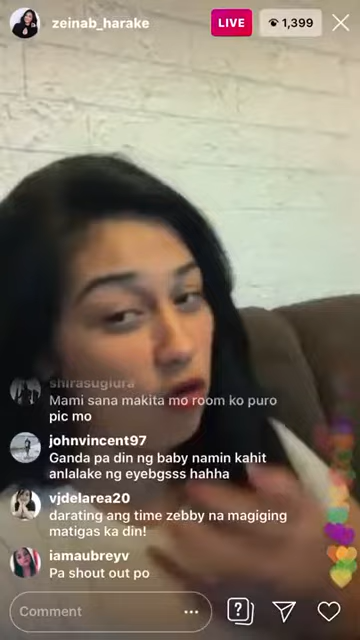 zeinab_harake
LIVE
1,399
shirasugiura
Mami sana makita mo room ko puro
pic mo
johnvincent97
Ganda pa din ng baby namin kahit
anlalake ng eyebgsss hahha
vjdelarea20
darating ang time zebby na magiging
matigas ka din!
iamaubreyv
Pa shout out po
Comment